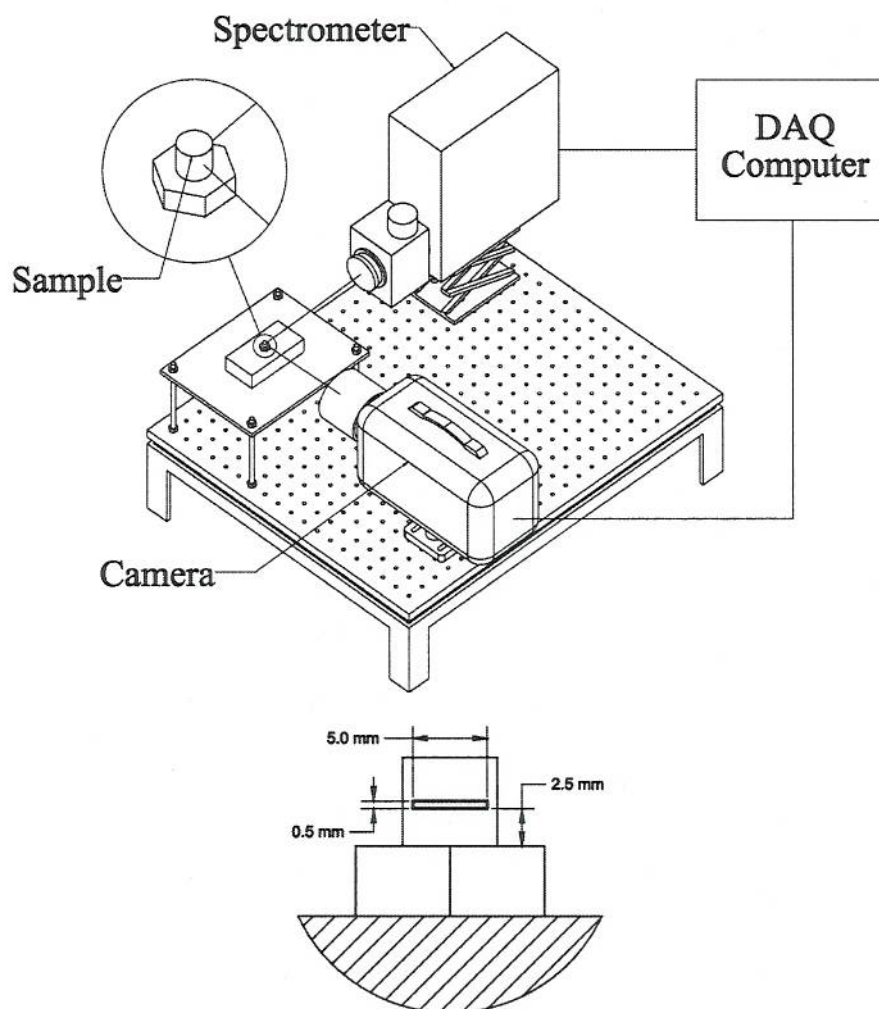 Spectrometer
DAQ
Computer
Sample
Camera
5.0 mm
2.5 mm
0.5 mm